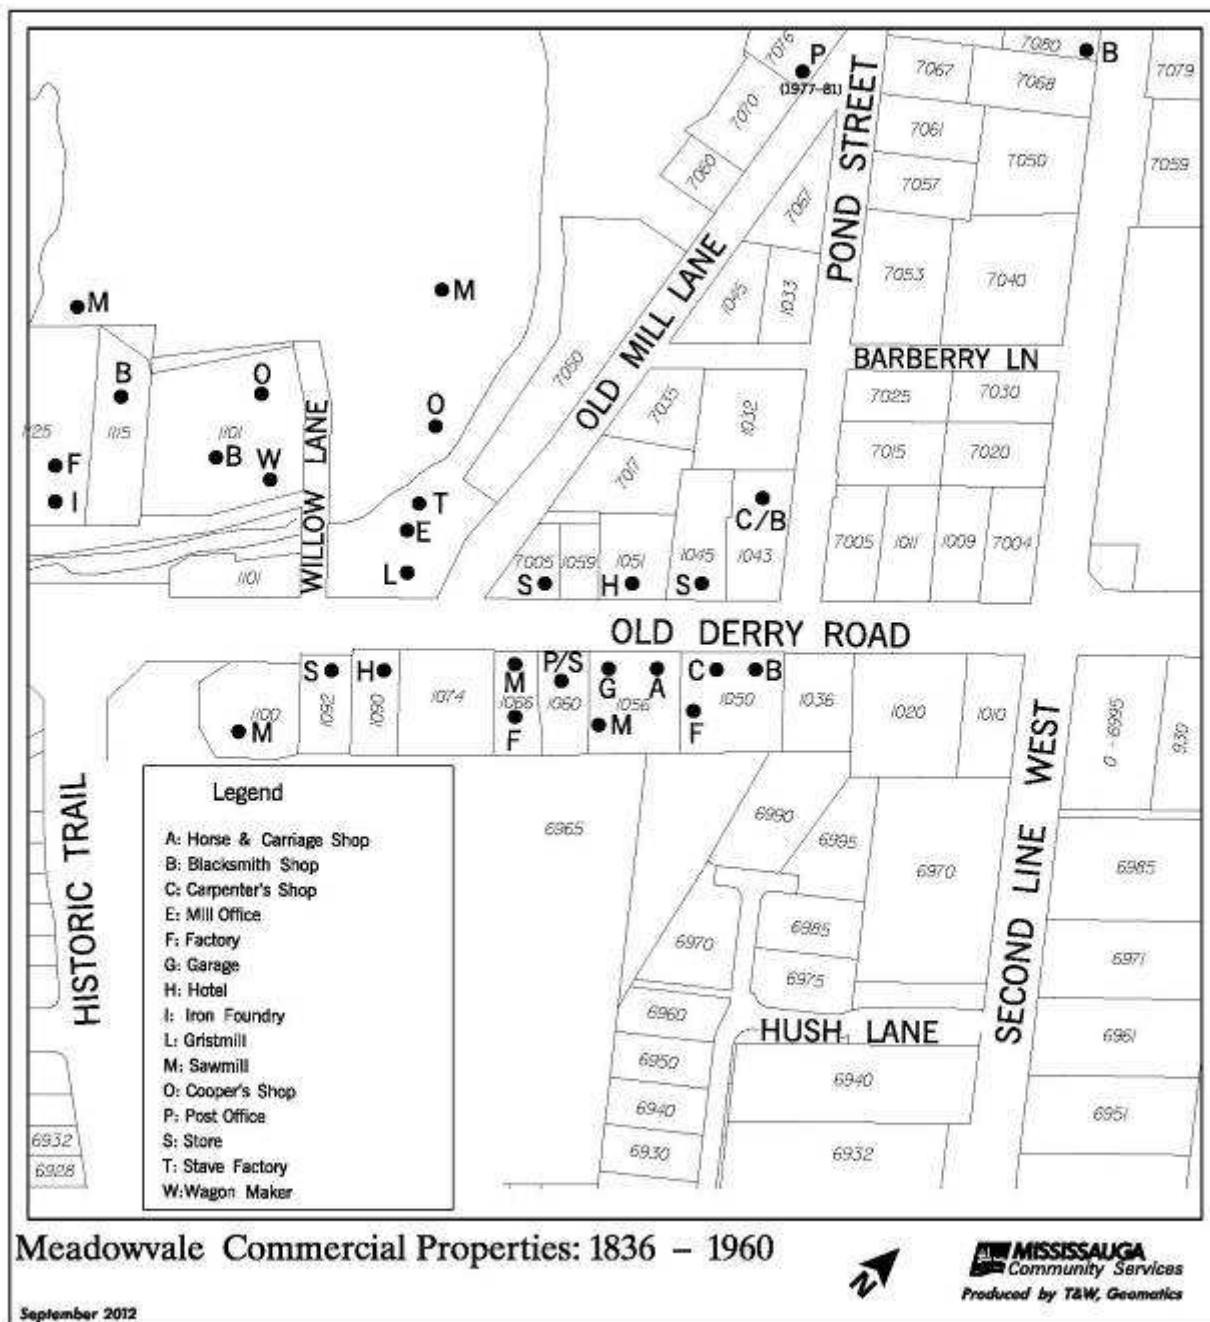 7076
P
(1977-81)
7070
7060
7067
POND STREET
7067
7080
B
7068
7079
7061
7050
7059
7057
7053
7040
OLD MILL LANE
1045
1033
M
M
7050
BARBERRY LN
B
O
1125
1115
1101
B
W
F
I
WILLOW LANE
O
T
E
L
1101
7035
1032
7025
7030
7017
7015
7020
C/B
7005
1059
1051
1045
1043
S
H
S
7005
1011
1009
7004
OLD DERRY ROAD
1100
M
S
1092
H
1090
1074
M
1066
F
P/S
1060
G
A
1056
M
C
B
1050
F
1036
1020
1010
0-6995
930
HISTORIC TRAIL
SECOND LINE WEST
Legend
A: Horse & Carriage Shop
B: Blacksmith Shop
C: Carpenter's Shop
E: Mill Office
F: Factory
G: Garage
H: Hotel
I: Iron Foundry
L: Gristmill
M: Sawmill
O: Cooper's Shop
P: Post Office
S: Store
T: Stave Factory
W: Wagon Maker
6965
6990
6995
6970
6985
6970
6985
6971
6975
6960
HUSH LANE
6961
6950
6940
6940
6951
6930
6932
6932
6928
Meadowvale Commercial Properties: 1836 – 1960
N
MISSISSAUGA
Community Services
Produced by T&W, Geomatics
September 2012